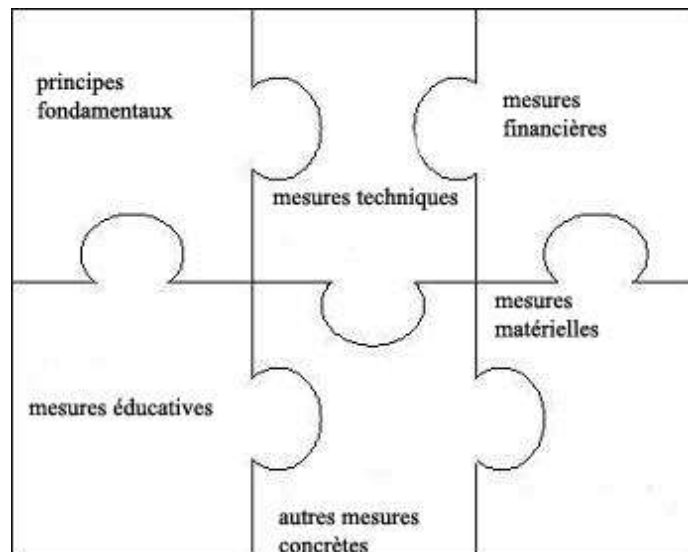 principes
fondamentaux
mesures techniques
mesures
financières
mesures éducatives
autres mesures
concrètes
mesures
matérielles